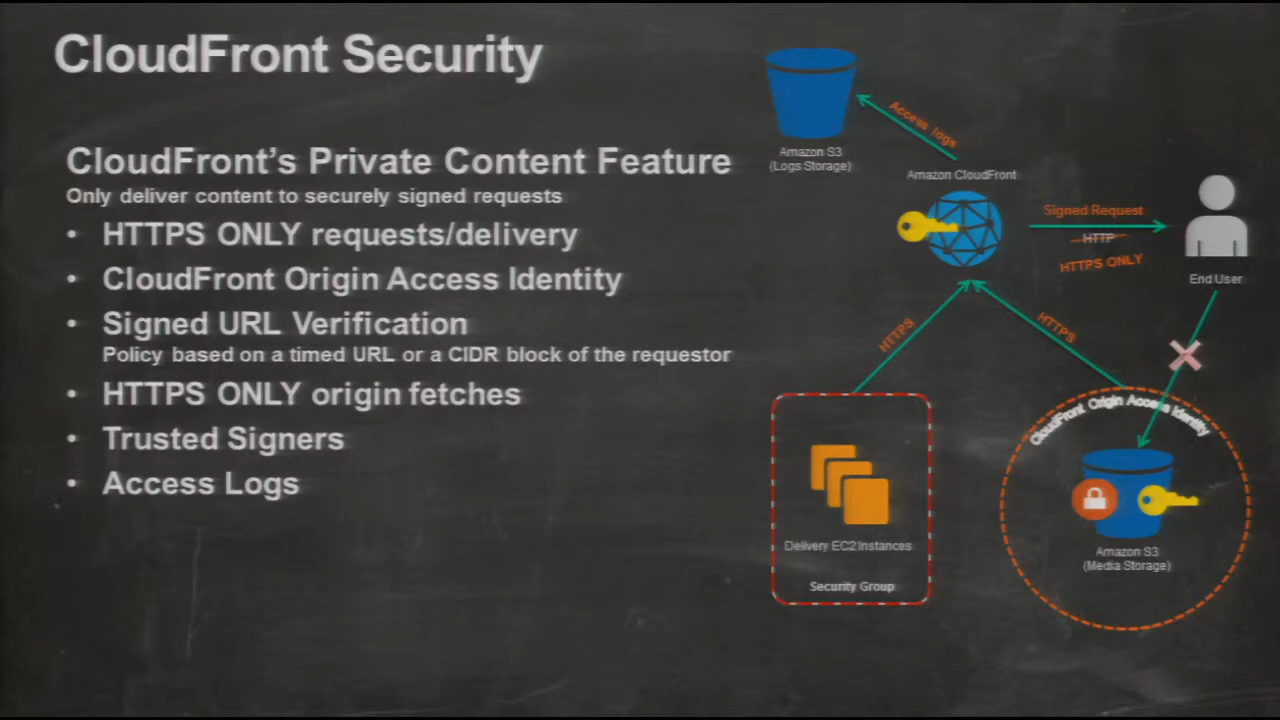 CloudFront Security
CloudFront's Private Content Feature
Only deliver content to securely signed requests
• HTTPS ONLY requests/delivery
• CloudFront Origin Access Identity
• Signed URL Verification
Policy based on a timed URL or a CIDR block of the requestor
• HTTPS ONLY origin fetches
• Trusted Signers
• Access Logs
Amazon S3
(Logs Storage)
Access logs
Amazon CloudFront
Signed Request
HTTP
HTTPS ONLY
End User
HTTPS
HTTPS
Delivery EC2 Instances
Security Group
CloudFront Origin Access Identity
Amazon S3
(Media Storage)